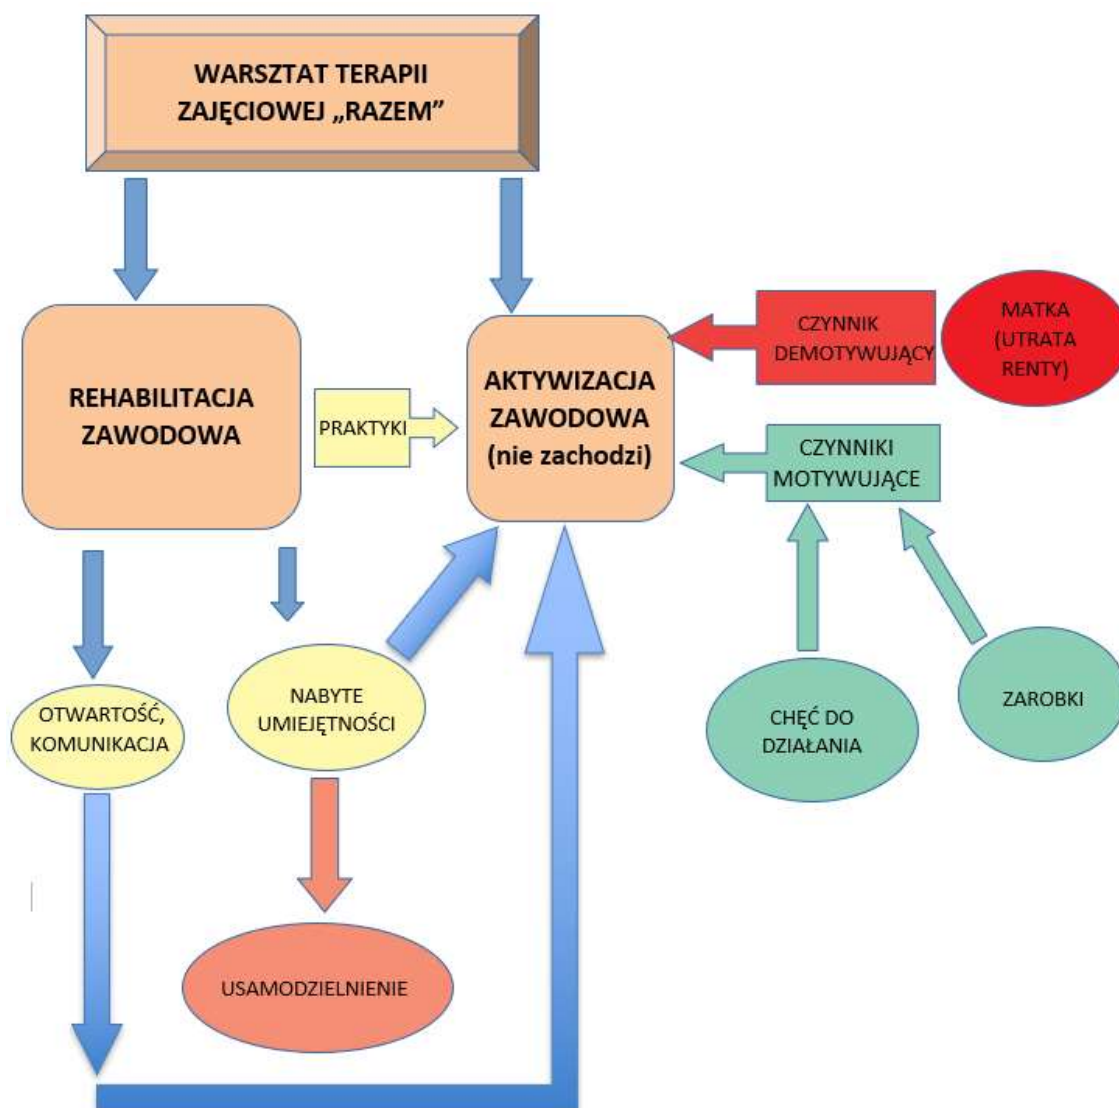 WARSZTAT TERAPII
ZAJĘCIOWEJ „RAZEM”
REHABILITACJA
ZAWODOWA
PRAKTYKI
AKTYWIZACJA
ZAWODOWA
(nie zachodzi)
CZYNNIK
DEMOTYWUJĄCY
MATKA
(UTRATA
RENTY)
CZYNNIKI
MOTYWUJĄCE
OTWARTOŚĆ,
KOMUNIKACJA
NABYTE
UMIEJĘTNOŚCI
CHĘĆ DO
DZIAŁANIA
ZAROBKI
USAMODZIELNIENIE